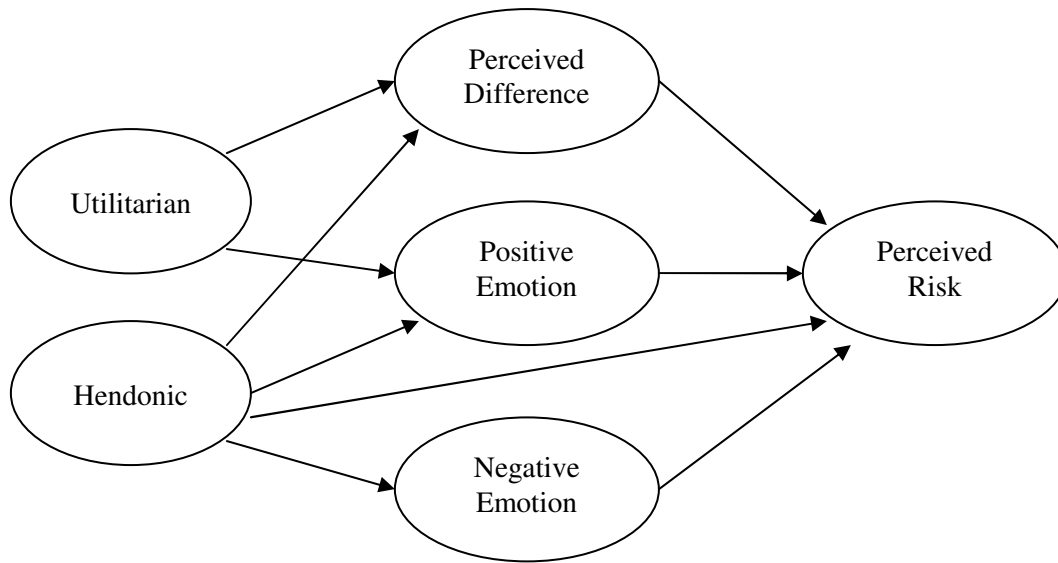 Perceived
Difference
Utilitarian
Positive
Emotion
Perceived
Risk
Hendonic
Negative
Emotion